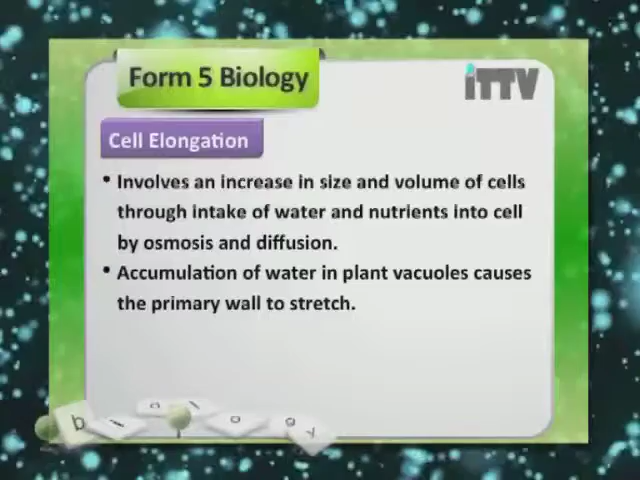 Form 5 Biology
iTTV
Cell Elongation
• Involves an increase in size and volume of cells
through intake of water and nutrients into cell
by osmosis and diffusion.
• Accumulation of water in plant vacuoles causes
the primary wall to stretch.
b i o l o g y